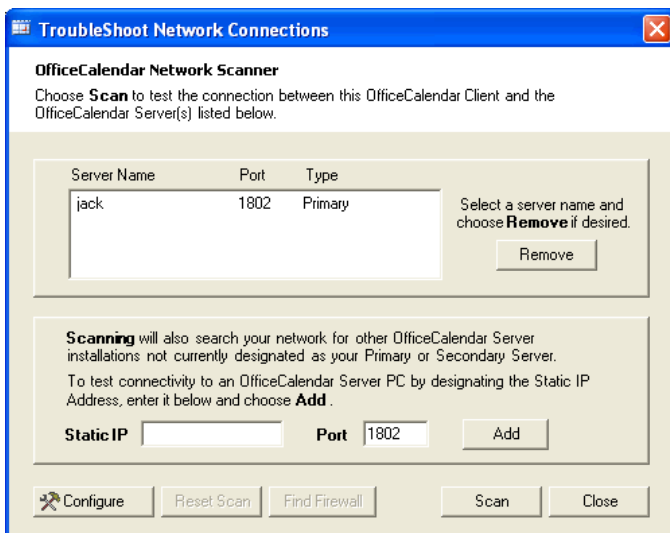 TroubleShoot Network Connections
OfficeCalendar Network Scanner
Choose Scan to test the connection between this OfficeCalendar Client and the
OfficeCalendar Server(s) listed below.
Server Name Port Type
jack 1802 Primary
Select a server name and
choose Remove if desired.
Remove
Scanning will also search your network for other OfficeCalendar Server
installations not currently designated as your Primary or Secondary Server.
To test connectivity to an OfficeCalendar Server PC by designating the Static IP
Address, enter it below and choose Add .
Static IP Port 1802 Add
Configure Reset Scan Find Firewall Scan Close